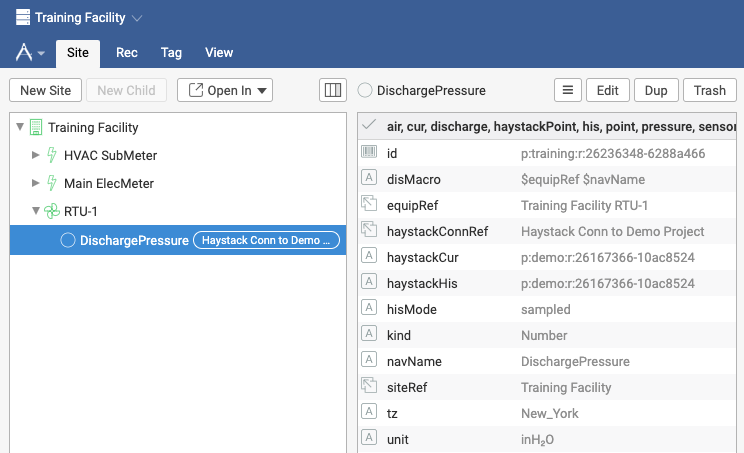 Training Facility
Site Rec Tag View
New Site New Child Open In DischargePressure Edit Dup Trash
Training Facility
HVAC SubMeter
Main ElecMeter
RTU-1
DischargePressure Haystack Conn to Demo ...
air, cur, discharge, haystackPoint, his, point, pressure, sensor
id p:training:r:26236348-6288a466
disMacro $equipRef $navName
equipRef Training Facility RTU-1
haystackConnRef Haystack Conn to Demo Project
haystackCur p:demo:r:26167366-10ac8524
haystackHis p:demo:r:26167366-10ac8524
hisMode sampled
kind Number
navName DischargePressure
siteRef Training Facility
tz New_York
unit inH₂O